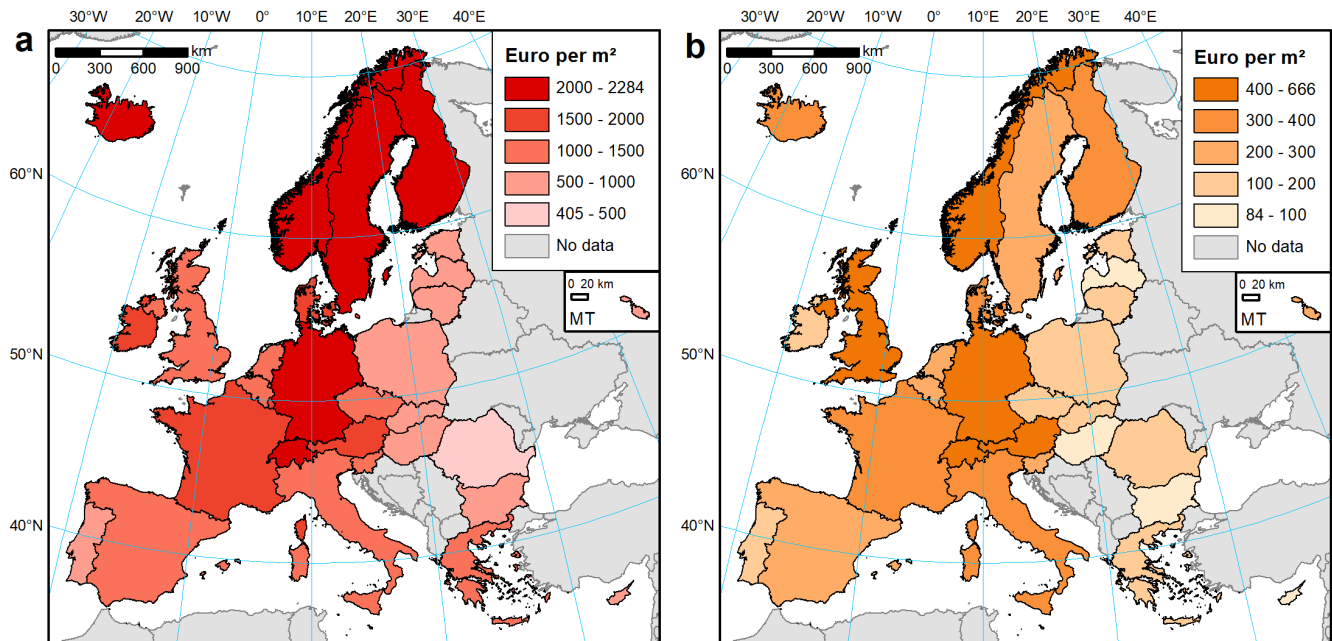 30°W 20°W 10°W 0° 10°E 20°E 30°E 40°E
a
km
0 300 600 900
Euro per m²
2000 - 2284
1500 - 2000
1000 - 1500
500 - 1000
405 - 500
No data
0 20 km
MT
60°N
50°N
40°N
30°W 20°W 10°W 0° 10°E 20°E 30°E 40°E
b
km
0 300 600 900
Euro per m²
400 - 666
300 - 400
200 - 300
100 - 200
84 - 100
No data
0 20 km
MT
60°N
50°N
40°N